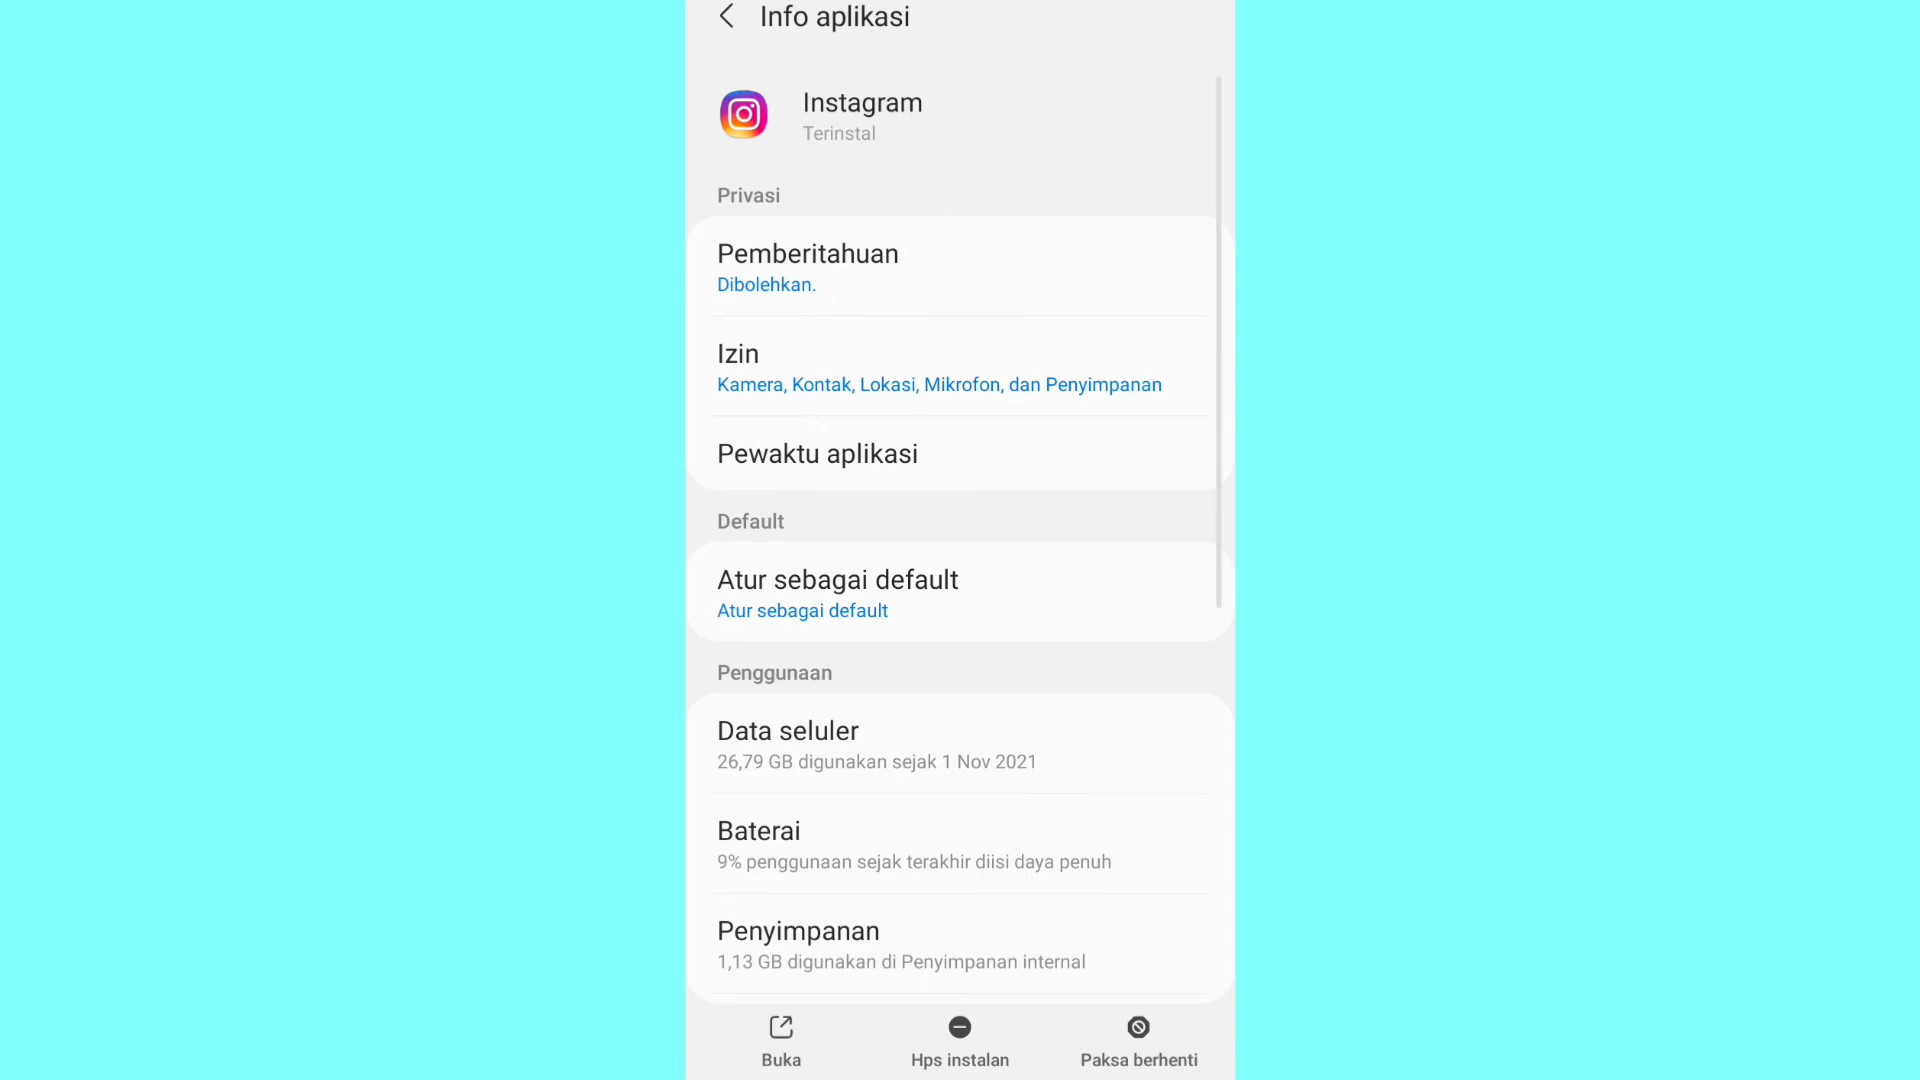 Info aplikasi
Instagram
Terinstal
Privasi
Pemberitahuan
Dibolehkan.
Izin
Kamera, Kontak, Lokasi, Mikrofon, dan Penyimpanan
Pewaktu aplikasi
Default
Atur sebagai default
Atur sebagai default
Penggunaan
Data seluler
26,79 GB digunakan sejak 1 Nov 2021
Baterai
9% penggunaan sejak terakhir diisi daya penuh
Penyimpanan
1,13 GB digunakan di Penyimpanan internal
Buka
Hps instalan
Paksa berhenti